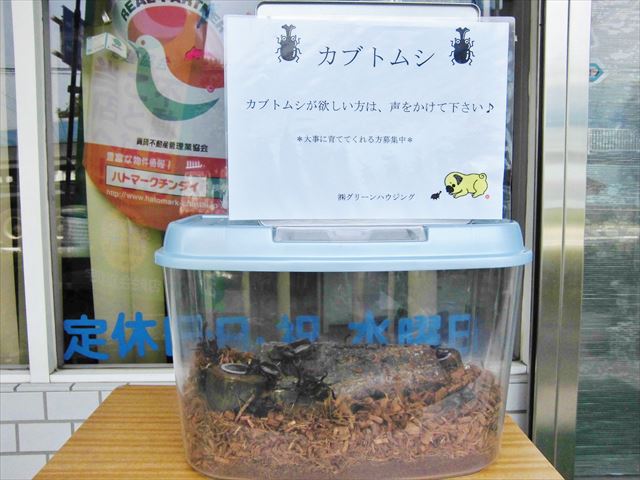 REAL PARTNER
賃貸不動産管理業協会
豊富な物件情報!
ハトマークチンタイ
カブトムシ
カブトムシが欲しい方は、声をかけて下さい♪
*大事に育ててくれる方募集中*
㈱グリーンハウジング
定休日 日・祝 水曜日